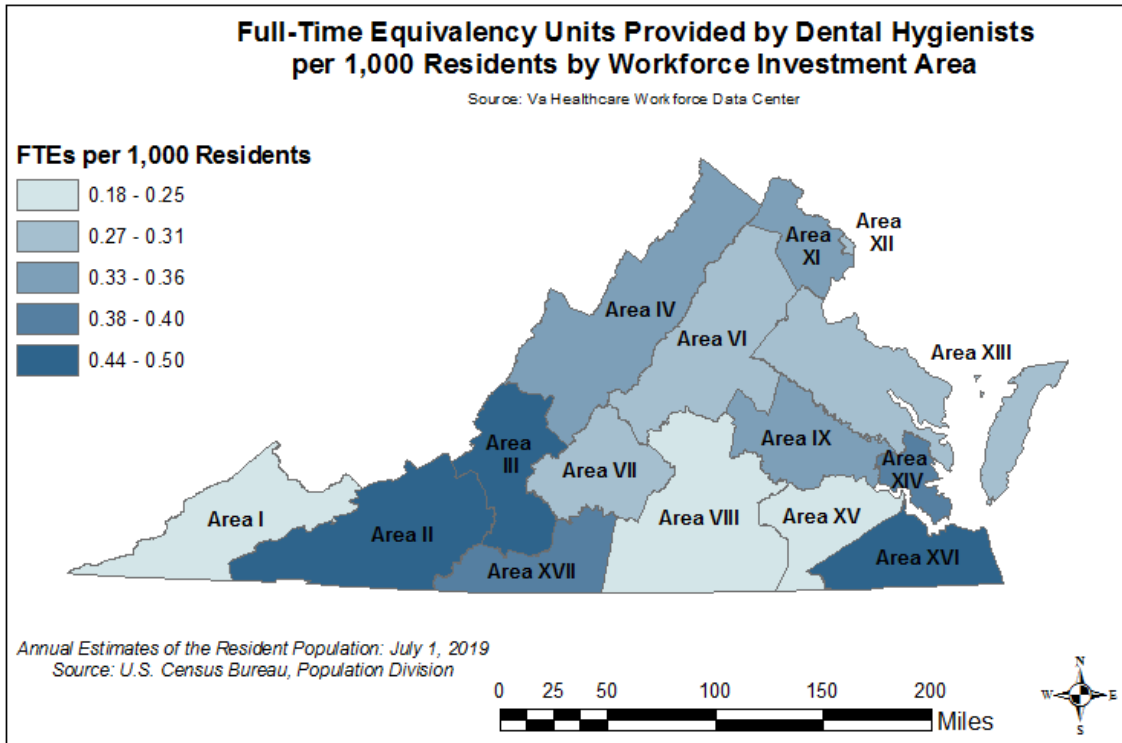 Full-Time Equivalency Units Provided by Dental Hygienists
per 1,000 Residents by Workforce Investment Area
Source: Va Healthcare Workforce Data Center
FTEs per 1,000 Residents
0.18 - 0.25
0.27 - 0.31
0.33 - 0.36
0.38 - 0.40
0.44 - 0.50
Area
XII
Area
XI
Area IV
Area VI
Area XIII
Area
III
Area IX
Area
XIV
Area VII
Area I
Area II
Area VIII
Area XV
Area XVI
Area XVII
Annual Estimates of the Resident Population: July 1, 2019
Source: U.S. Census Bureau, Population Division
0 25 50 100 150 200
Miles
N
W E
S